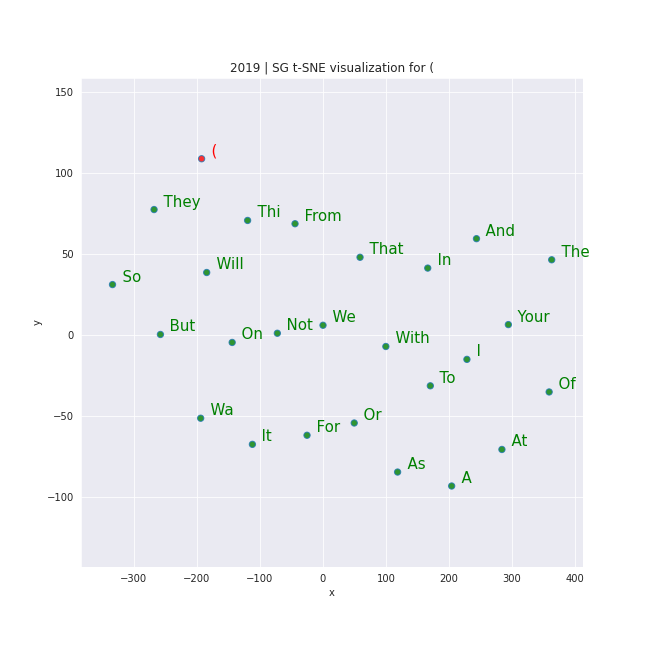 2019 | SG t-SNE visualization for (
150
100
50
0
−50
−100
y
(
They
Thi
From
And
That
The
In
Will
So
We
Your
But
Not
On
With
I
To
Of
Wa
Or
For
It
At
As
A
−300
−200
−100
0
100
200
300
400
x